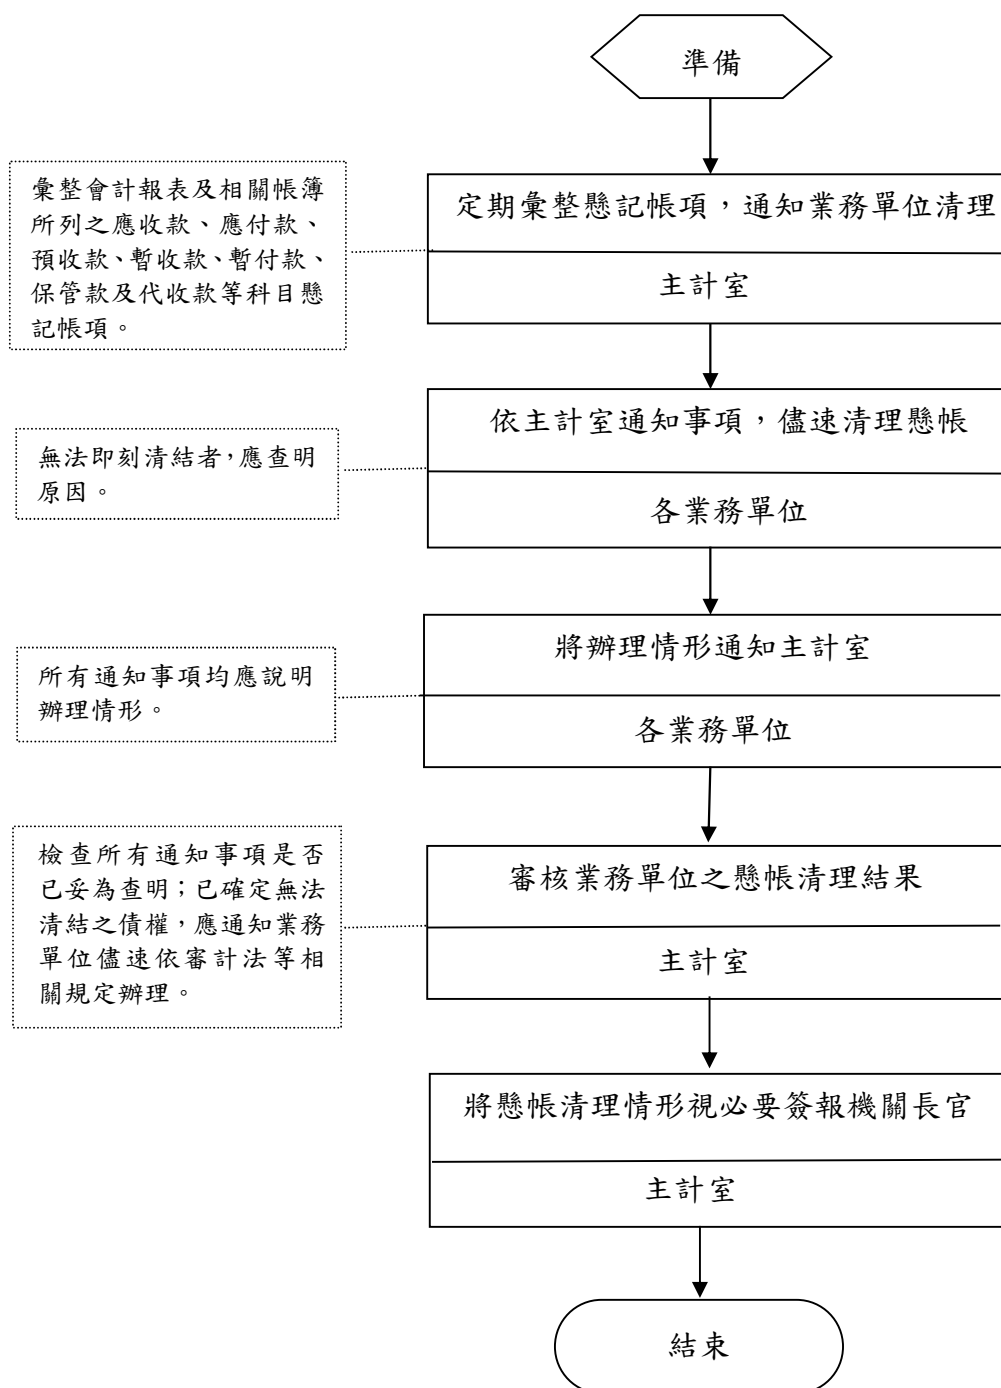 準備
彙整會計報表及相關帳簿
所列之應收款、應付款、
預收款、暫收款、暫付款、
保管款及代收款等科目懸
記帳項。
定期彙整懸記帳項，通知業務單位清理
主計室
無法即刻清結者，應查明
原因。
依主計室通知事項，儘速清理懸帳
各業務單位
所有通知事項均應說明
辦理情形。
將辦理情形通知主計室
各業務單位
檢查所有通知事項是否
已妥為查明；已確定無法
清結之債權，應通知業務
單位儘速依審計法等相
關規定辦理。
審核業務單位之懸帳清理結果
主計室
將懸帳清理情形視必要簽報機關長官
主計室
結束